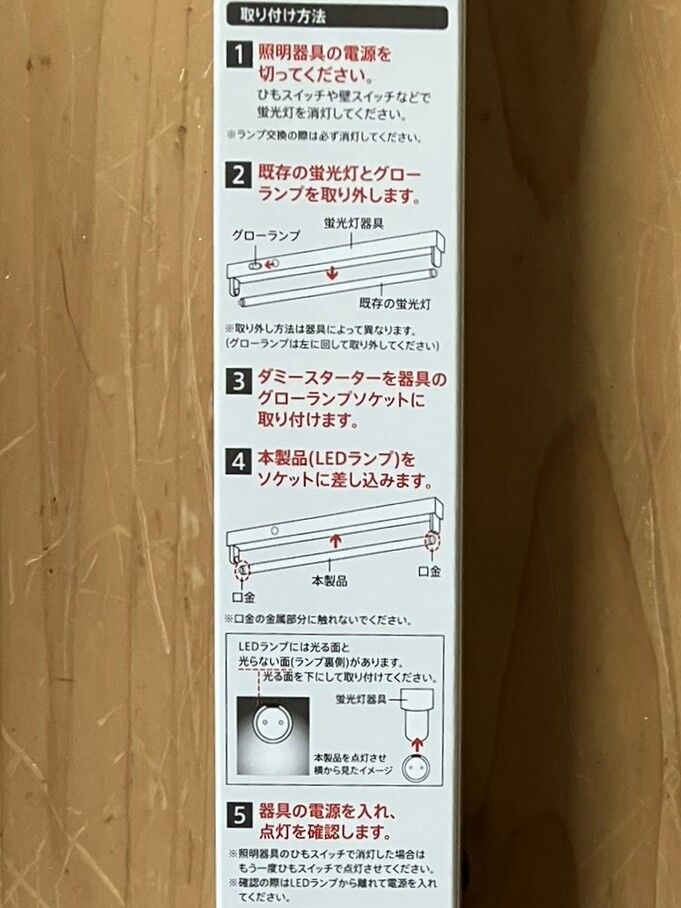 取り付け方法
1 照明器具の電源を
切ってください。
ひもスイッチや壁スイッチなどで
蛍光灯を消灯してください。
※ランプ交換の際は必ず消灯してください。
2 既存の蛍光灯とグロー
ランプを取り外します。
蛍光灯器具
グローランプ
既存の蛍光灯
※取り外し方法は器具によって異なります。
(グローランプは左に回して取り外してください)
3 ダミースターターを器具の
グローランプソケットに
取り付けます。
4 本製品(LEDランプ)を
ソケットに差し込みます。
口金
本製品
口金
※口金の金属部分に触れないでください。
LEDランプには光る面と
光らない面(ランプ裏側)があります。
光る面を下にして取り付けてください。
蛍光灯器具
本製品を点灯させ
横から見たイメージ
5 器具の電源を入れ、
点灯を確認します。
※照明器具のひもスイッチで消灯した場合は
もう一度ひもスイッチで点灯させてください。
※確認の際はLEDランプから離れて電源を入れ
てください。